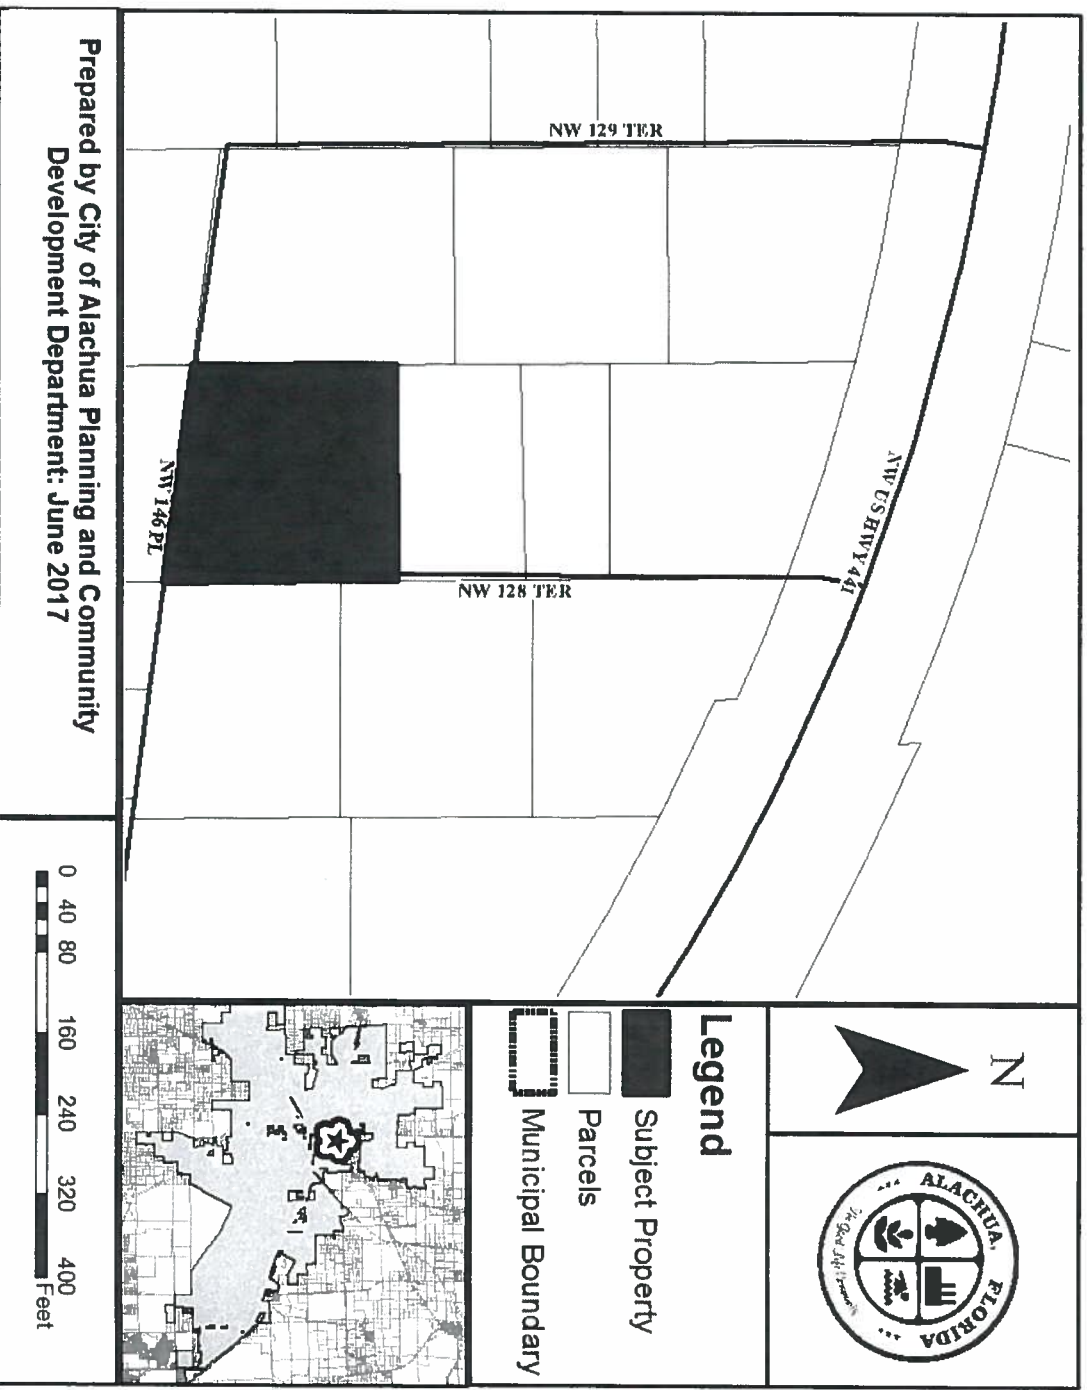 NW US HWY 441
NW 129 TER
NW 128 TER
NW 146 PL
N
ALACHUA, FLORIDA
Legend
Subject Property
Parcels
Municipal Boundary
Prepared by City of Alachua Planning and Community
Development Department: June 2017
0 40 80 160 240 320 400
Feet